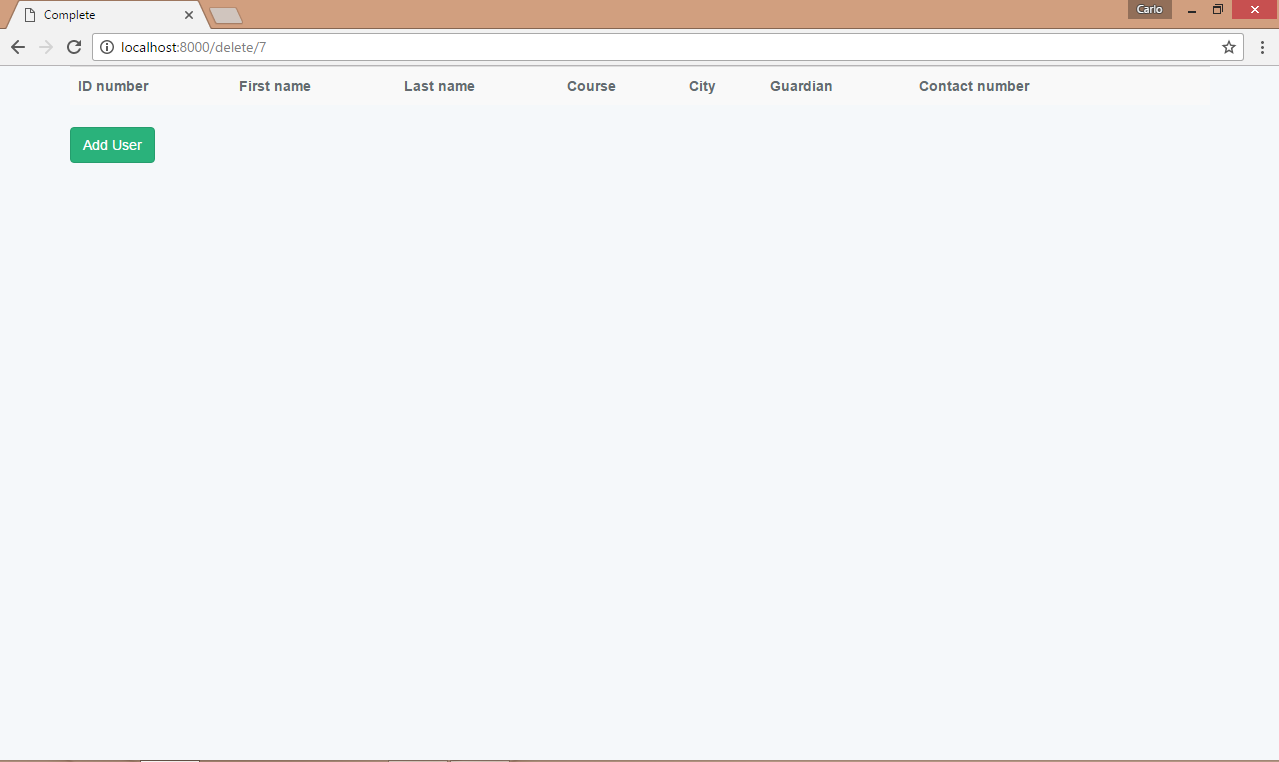 Complete
Carlo
localhost:8000/delete/7
ID number First name Last name Course City Guardian Contact number
Add User